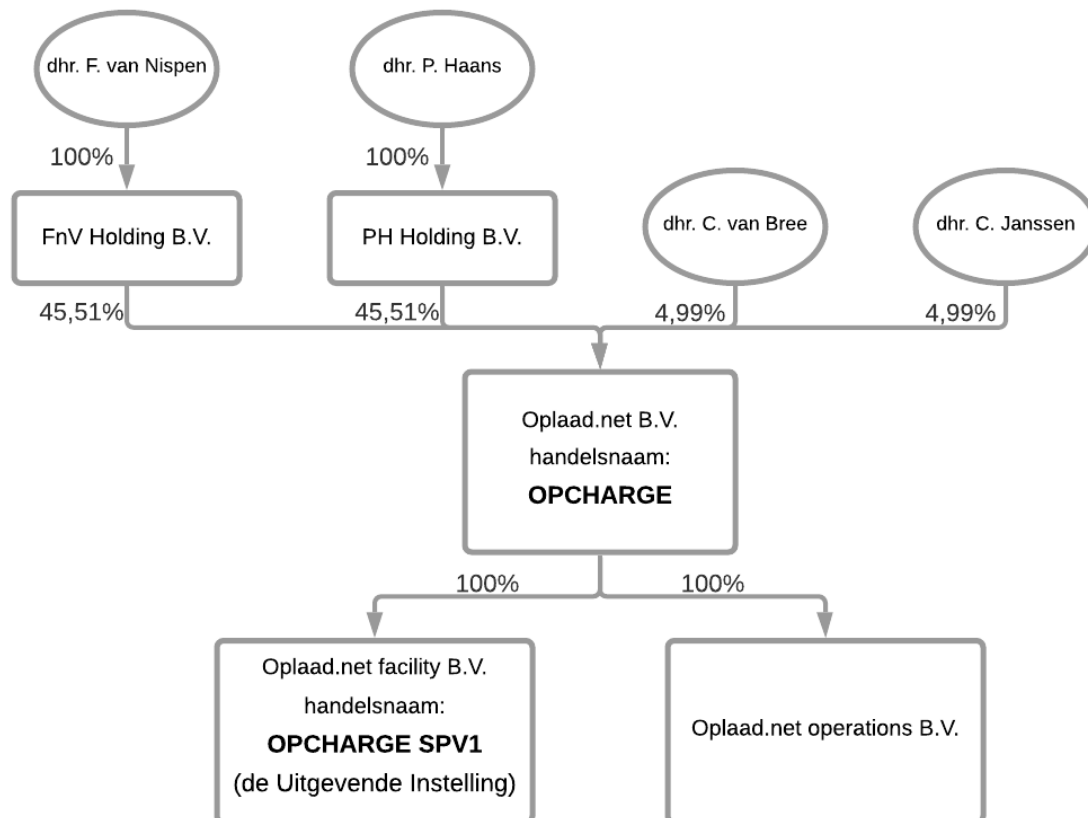 dhr. F. van Nispen
dhr. P. Haans
100%
100%
FnV Holding B.V.
PH Holding B.V.
dhr. C. van Bree
dhr. C. Janssen
45,51%
45,51%
4,99%
4,99%
Oplaad.net B.V.
handelsnaam:
OPCHARGE
100%
100%
Oplaad.net facility B.V.
handelsnaam:
OPCHARGE SPV1
(de Uitgevende Instelling)
Oplaad.net operations B.V.